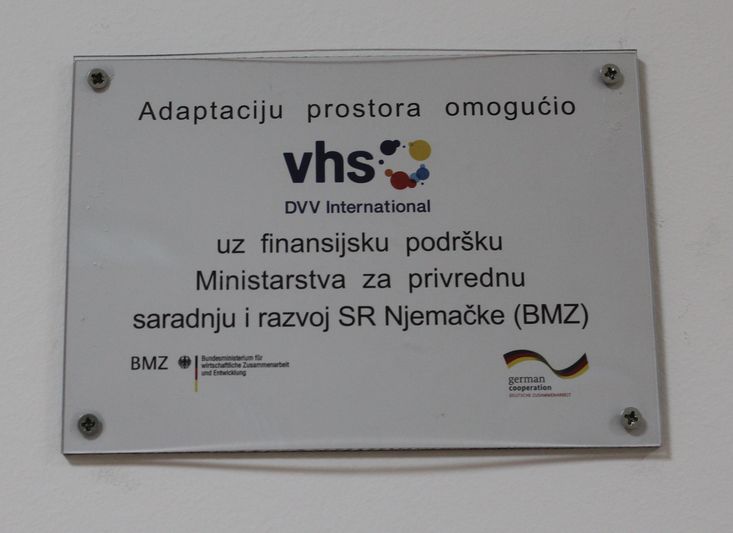 Adaptaciju prostora omogućio
vhs
DVV International
uz finansijsku podršku
Ministarstva za privrednu
saradnju i razvoj SR Njemačke (BMZ)
BMZ
Bundesministerium für
wirtschaftliche Zusammenarbeit
und Entwicklung
german
cooperation
DEUTSCHE ZUSAMMENARBEIT